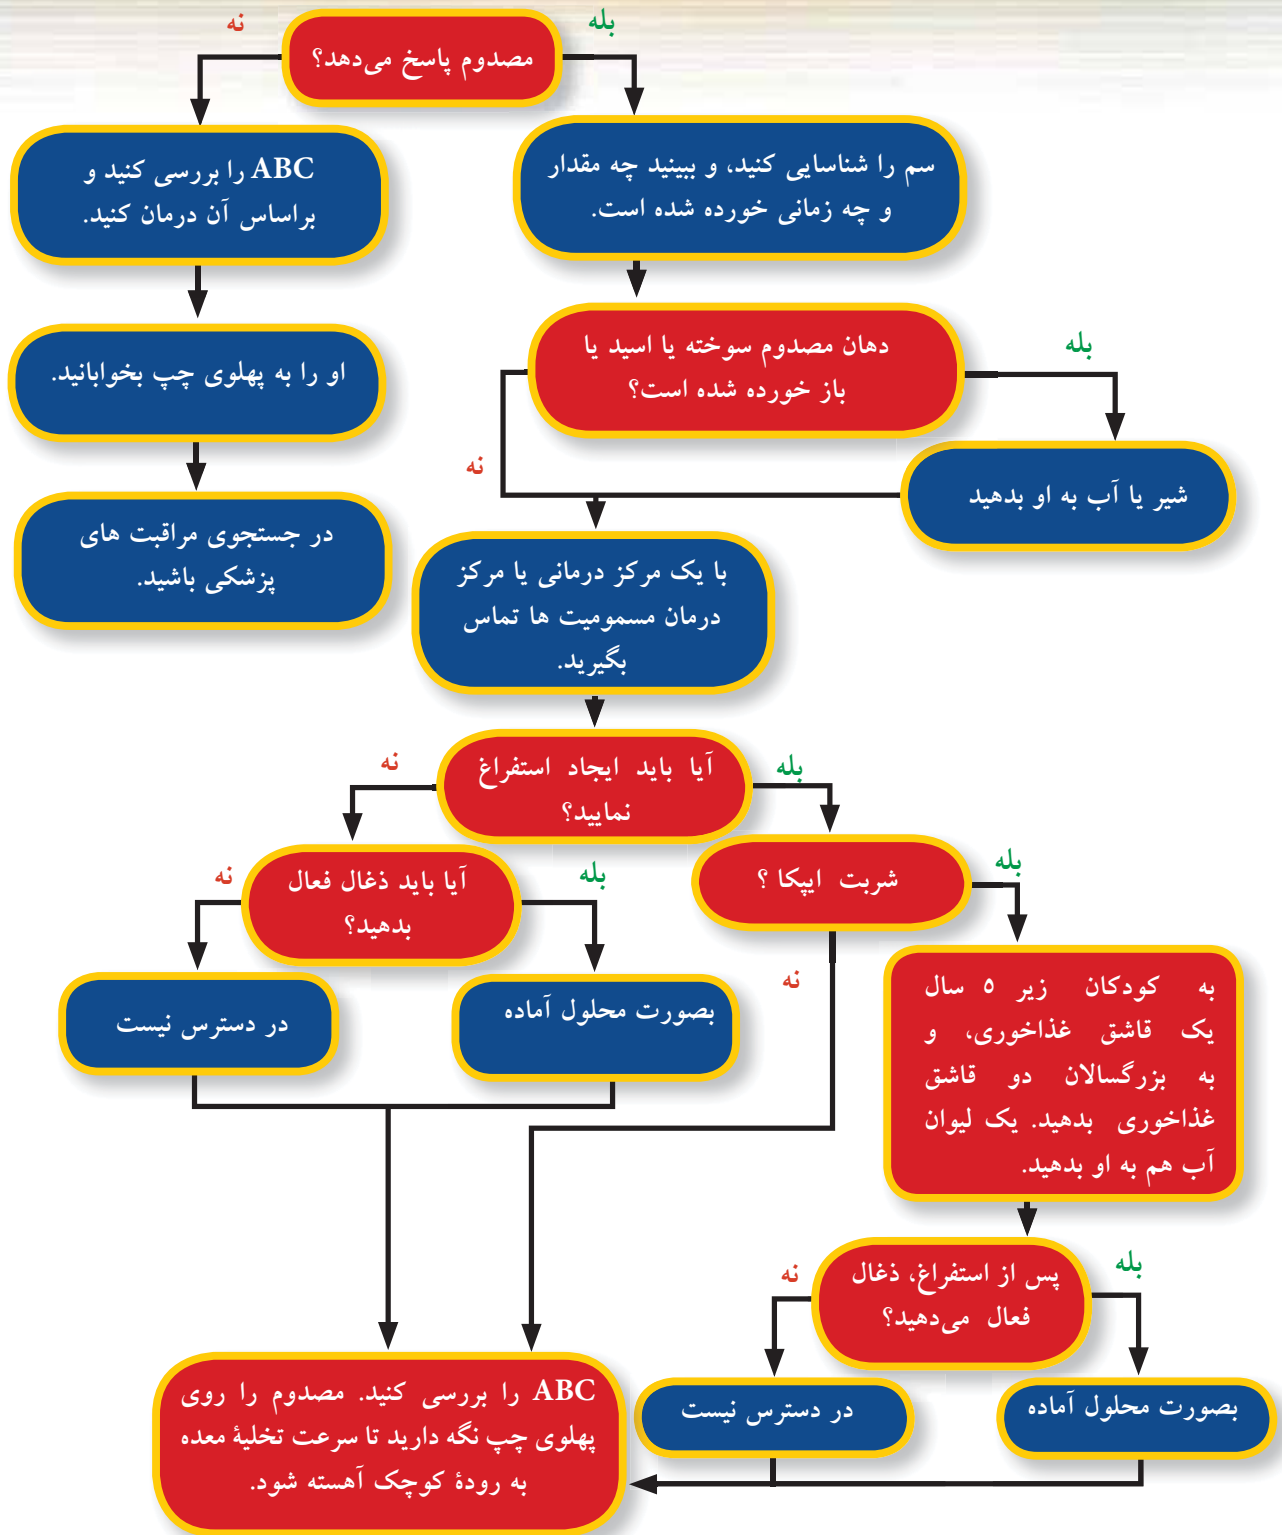 نه
بله
مصدوم پاسخ می‌دهد؟
سم را شناسایی کنید، و ببینید چه مقدار
و چه زمانی خورده شده است.
ABC را بررسی کنید و
براساس آن درمان کنید.
دهان مصدوم سوخته یا اسید یا
باز خورده شده است؟
بله
نه
او را به پهلوی چپ بخوابانید.
شیر یا آب به او بدهید
در جستجوی مراقبت های
پزشکی باشید.
با یک مرکز درمانی یا مرکز
درمان مسمومیت ها تماس
بگیرید.
آیا باید ایجاد استفراغ
نمایید؟
بله
نه
شربت ایپکا ؟
بله
نه
آیا باید ذغال فعال
بدهید؟
بله
نه
به کودکان زیر ٥ سال
یک قاشق غذاخوری، و
به بزرگسالان دو قاشق
غذاخوری بدهید. یک لیوان
آب هم به او بدهید.
بصورت محلول آماده
در دسترس نیست
پس از استفراغ، ذغال
فعال می‌دهید؟
بله
نه
بصورت محلول آماده
در دسترس نیست
ABC را بررسی کنید. مصدوم را روی
پهلوی چپ نگه دارید تا سرعت تخلیهٔ معده
به رودهٔ کوچک آهسته شود.